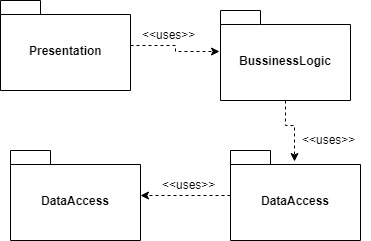 Presentation
<<uses>>
BussinessLogic
<<uses>>
DataAccess
<<uses>>
DataAccess